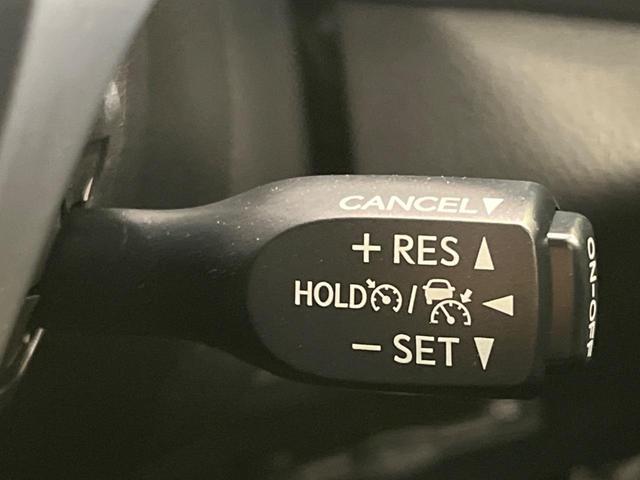 CANCEL▼
+ RES ▲
HOLD / ◀
− SET ▼
ON-OFF